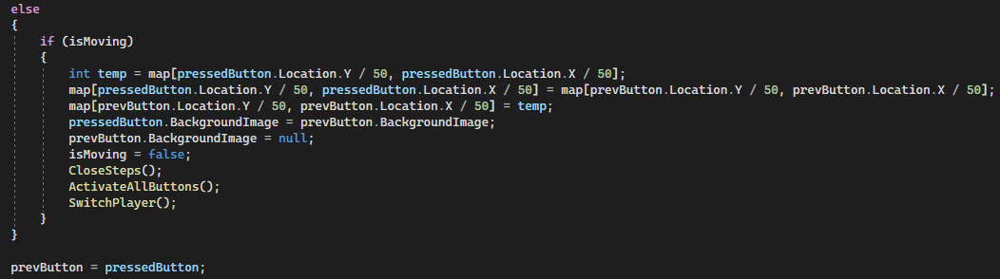 else
{
if (isMoving)
{
int temp = map[pressedButton.Location.Y / 50, pressedButton.Location.X / 50];
map[pressedButton.Location.Y / 50, pressedButton.Location.X / 50] = map[prevButton.Location.Y / 50, prevButton.Location.X / 50];
map[prevButton.Location.Y / 50, prevButton.Location.X / 50] = temp;
pressedButton.BackgroundImage = prevButton.BackgroundImage;
prevButton.BackgroundImage = null;
isMoving = false;
CloseSteps();
ActivateAllButtons();
SwitchPlayer();
}
}
prevButton = pressedButton;